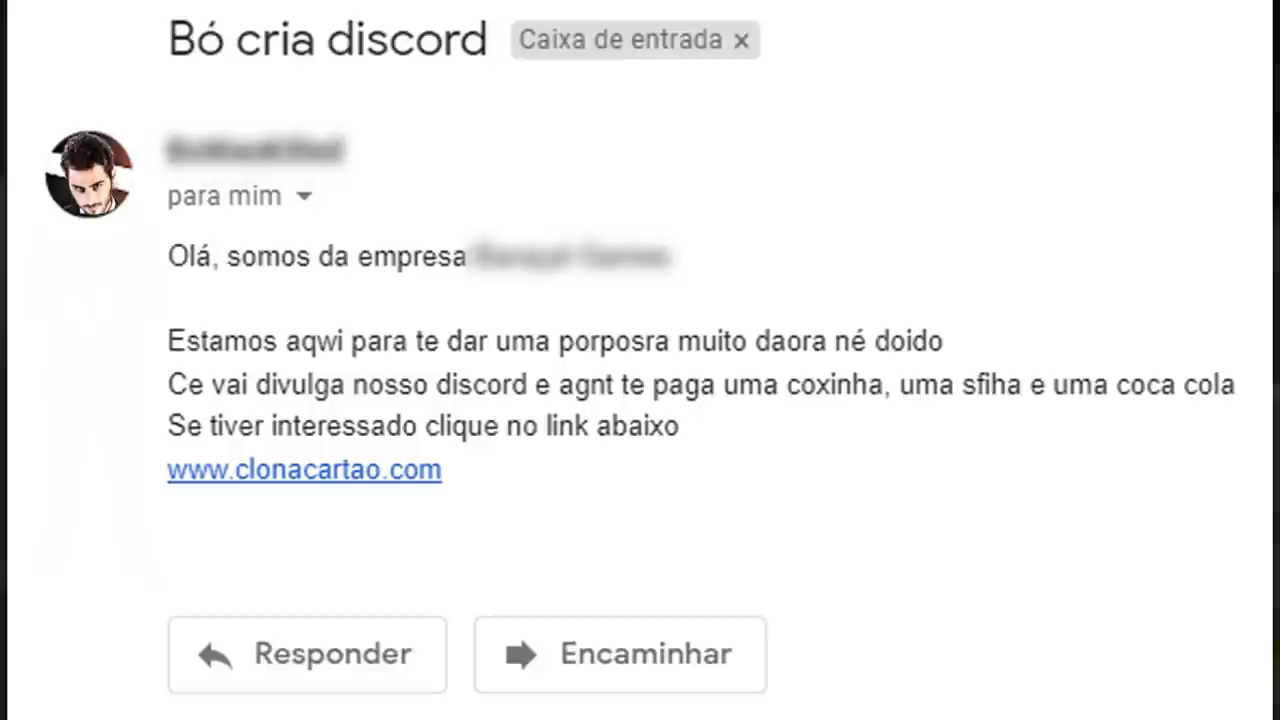 Bó cria discord Caixa de entrada ×
para mim
Olá, somos da empresa
Estamos aqwi para te dar uma porposra muito daora né doido
Ce vai divulga nosso discord e agnt te paga uma coxinha, uma sfiha e uma coca cola
Se tiver interessado clique no link abaixo
www.clonacartao.com
Responder Encaminhar